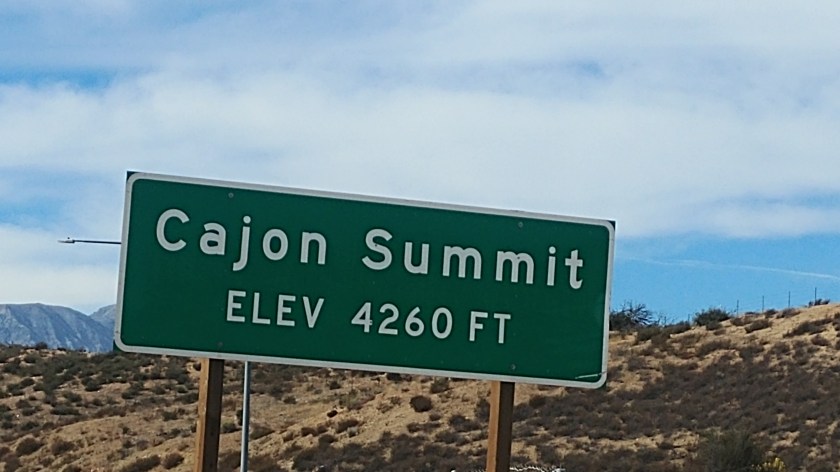 Cajon Summit
ELEV 4260 FT